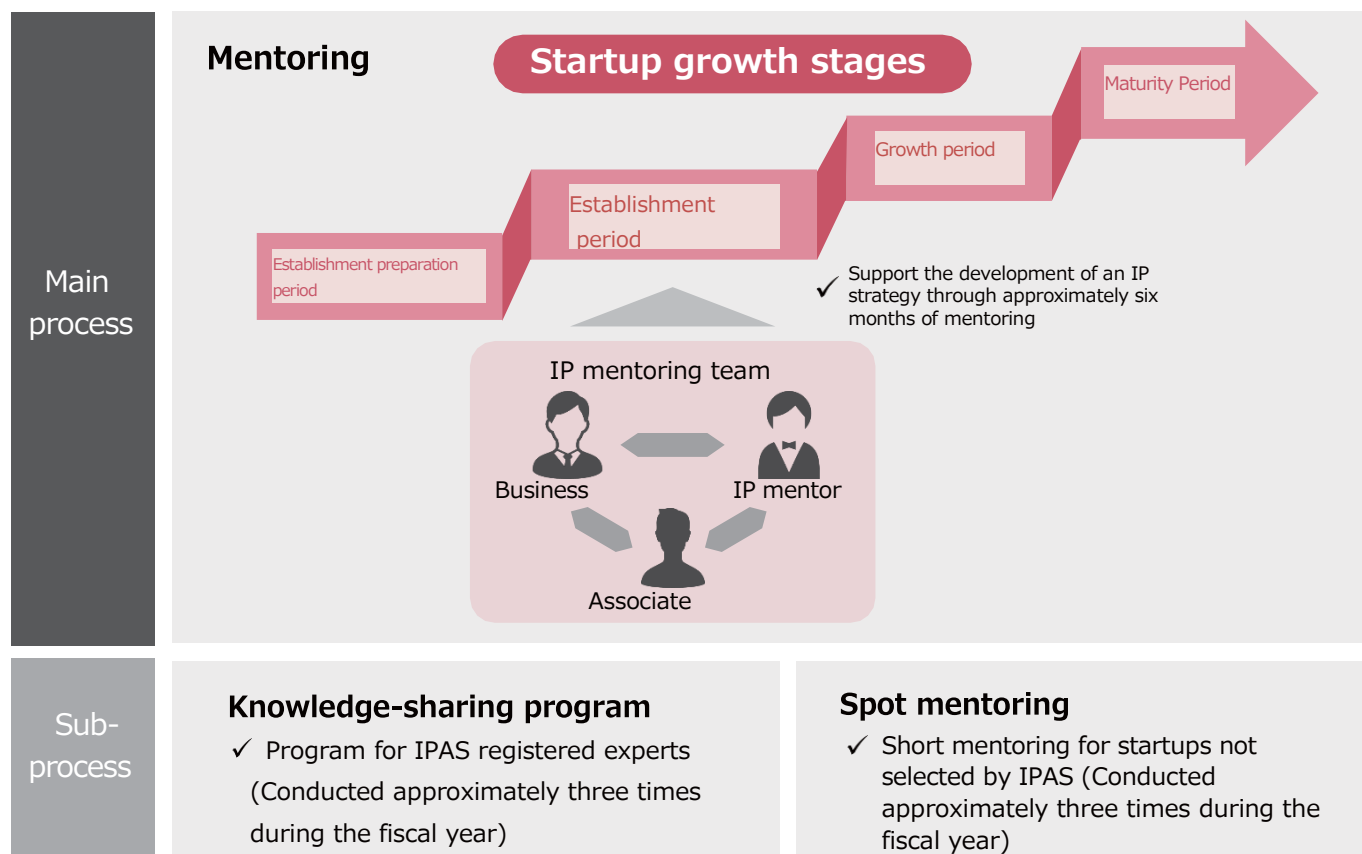 Main
process
Mentoring
Startup growth stages
Maturity Period
Growth period
Establishment
period
Establishment preparation
period
✓ Support the development of an IP
strategy through approximately six
months of mentoring
IP mentoring team
Business
IP mentor
Associate
Sub-
process
Knowledge-sharing program
✓ Program for IPAS registered experts
(Conducted approximately three times
during the fiscal year)
Spot mentoring
✓ Short mentoring for startups not
selected by IPAS (Conducted
approximately three times during the
fiscal year)